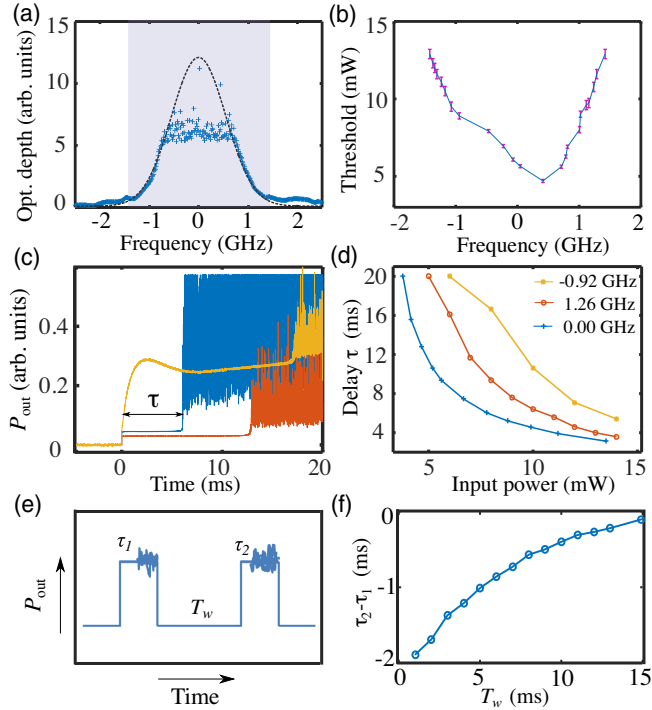 (a)
15
10
5
0
Opt. depth (arb. units)
-2 -1 0 1 2
Frequency (GHz)
(b)
15
10
5
Threshold (mW)
-2 -1 0 1 2
Frequency (GHz)
(c)
0.4
0.2
0
P_out (arb. units)
τ
0 10 20
Time (ms)
(d)
20
16
12
8
4
Delay τ (ms)
-0.92 GHz
1.26 GHz
0.00 GHz
5 10 15
Input power (mW)
(e)
P_out
τ_1
τ_2
T_w
Time
(f)
0
-1
-2
τ_2-τ_1 (ms)
0 5 10 15
T_w (ms)